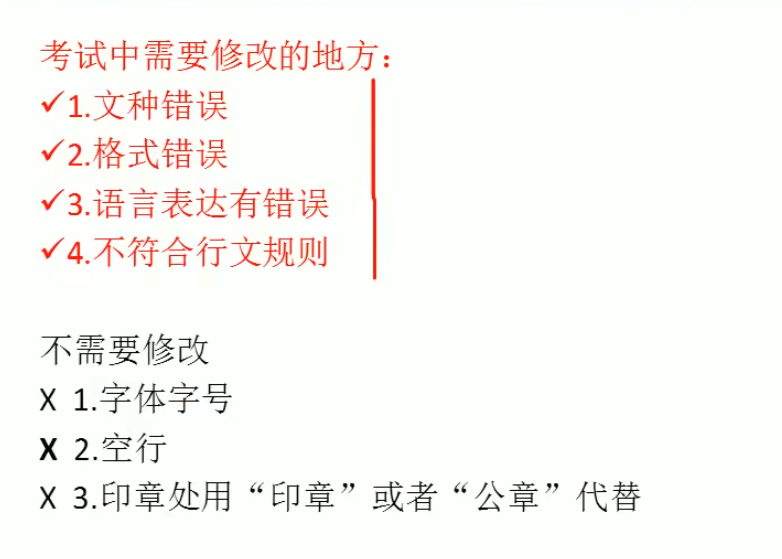 考试中需要修改的地方：
✓1.文种错误
✓2.格式错误
✓3.语言表达有错误
✓4.不符合行文规则
不需要修改
X 1.字体字号
X 2.空行
X 3.印章处用“印章”或者“公章”代替